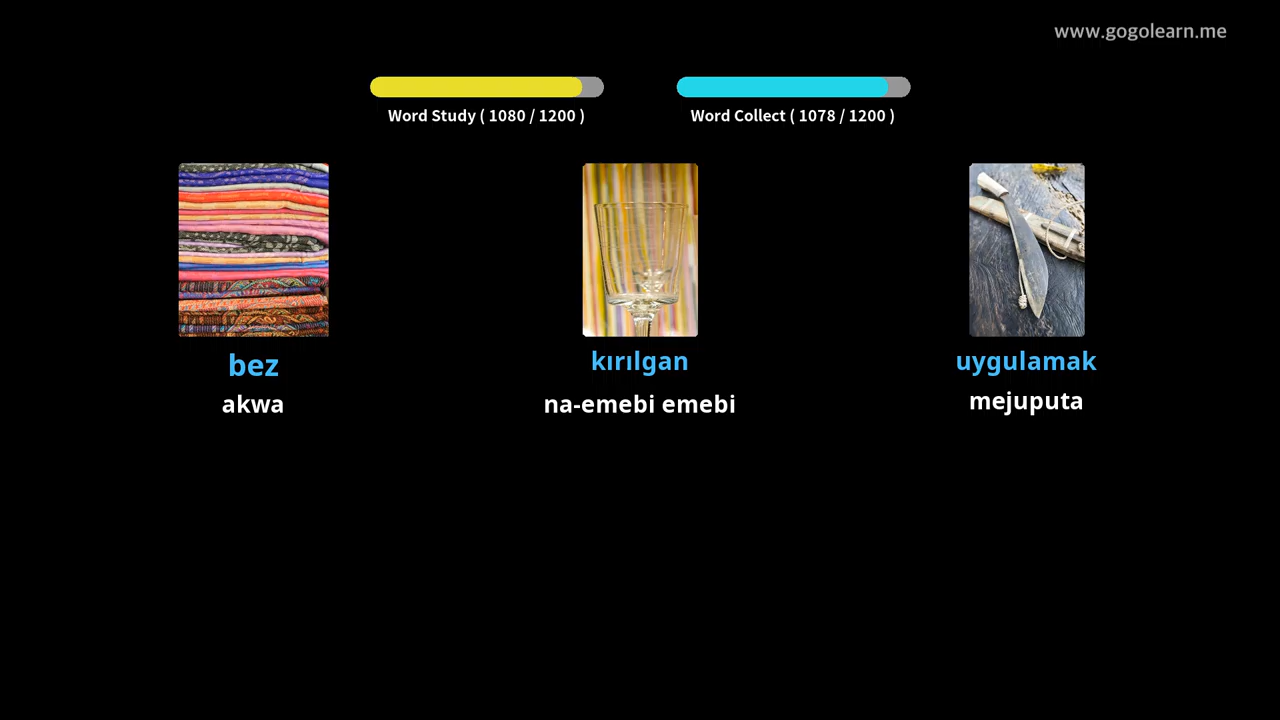 www.gogolearn.me
Word Study ( 1080 / 1200 )
Word Collect ( 1078 / 1200 )
bez
akwa
kırılgan
na-emebi emebi
uygulamak
mejuputa